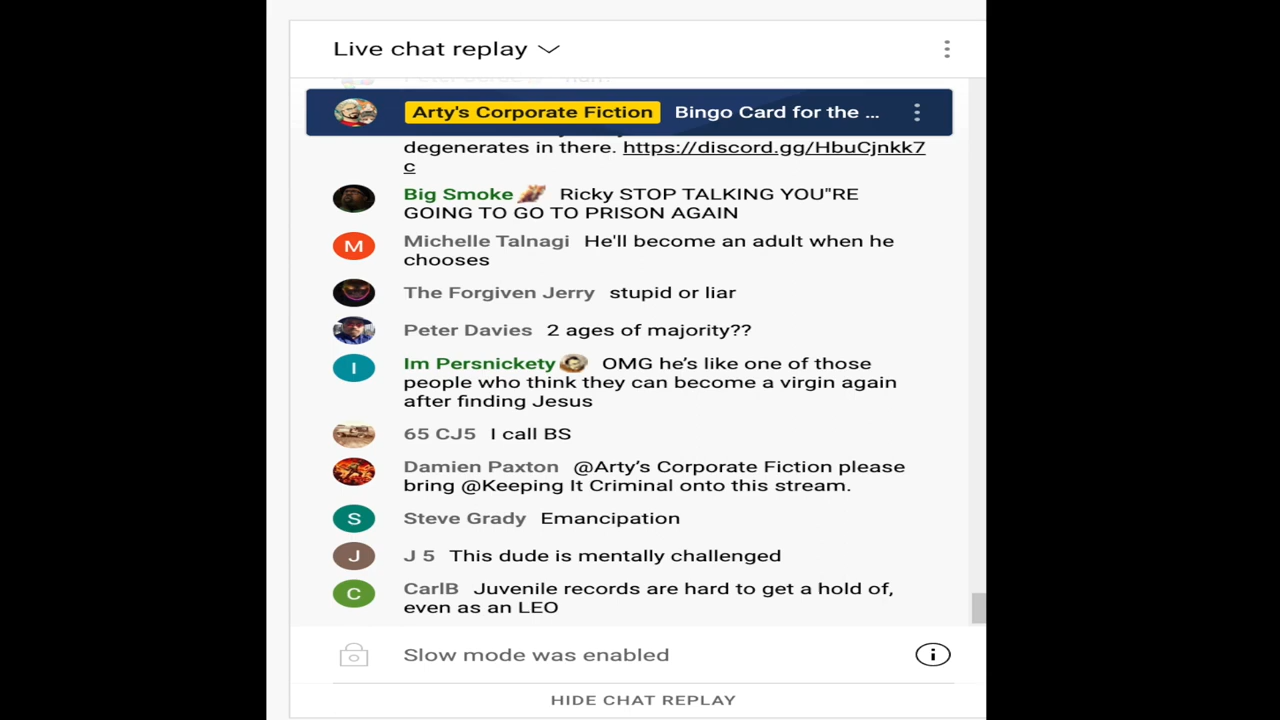 Live chat replay
Arty's Corporate Fiction Bingo Card for the ...
degenerates in there. https://discord.gg/HbuCjnkk7
c
Big Smoke Ricky STOP TALKING YOU"RE
GOING TO GO TO PRISON AGAIN
M Michelle Talnagi He'll become an adult when he
chooses
The Forgiven Jerry stupid or liar
Peter Davies 2 ages of majority??
I Im Persnickety OMG he’s like one of those
people who think they can become a virgin again
after finding Jesus
65 CJ5 I call BS
Damien Paxton @Arty’s Corporate Fiction please
bring @Keeping It Criminal onto this stream.
S Steve Grady Emancipation
J J 5 This dude is mentally challenged
C CarlB Juvenile records are hard to get a hold of,
even as an LEO
Slow mode was enabled
HIDE CHAT REPLAY